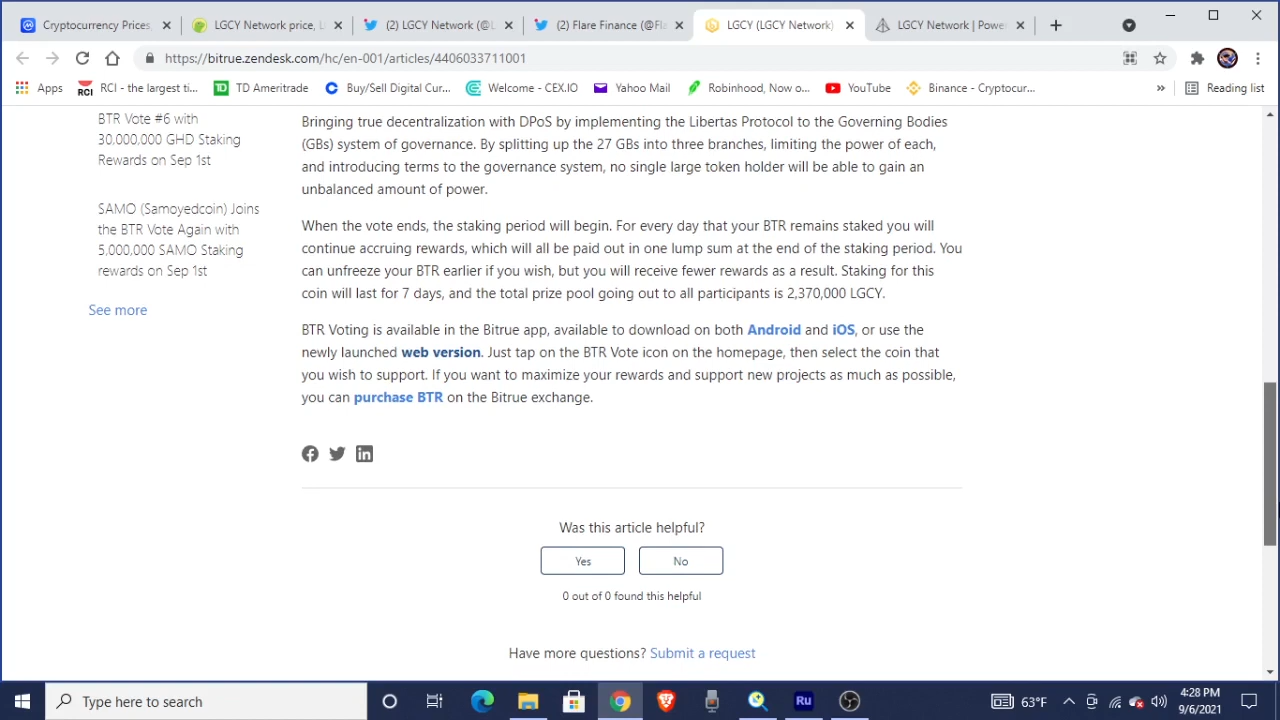 Cryptocurrency Prices
LGCY Network price, L
(2) LGCY Network (@L
(2) Flare Finance (@Fla
LGCY (LGCY Network)
LGCY Network | Power
https://bitrue.zendesk.com/hc/en-001/articles/4406033711001
Apps
RCI
RCI - the largest ti...
TD
TD Ameritrade
Buy/Sell Digital Cur...
Welcome - CEX.IO
Yahoo Mail
Robinhood, Now o...
YouTube
Binance - Cryptocur...
»
Reading list
BTR Vote #6 with
30,000,000 GHD Staking
Rewards on Sep 1st
SAMO (Samoyedcoin) Joins
the BTR Vote Again with
5,000,000 SAMO Staking
rewards on Sep 1st
See more
Bringing true decentralization with DPoS by implementing the Libertas Protocol to the Governing Bodies
(GBs) system of governance. By splitting up the 27 GBs into three branches, limiting the power of each,
and introducing terms to the governance system, no single large token holder will be able to gain an
unbalanced amount of power.
When the vote ends, the staking period will begin. For every day that your BTR remains staked you will
continue accruing rewards, which will all be paid out in one lump sum at the end of the staking period. You
can unfreeze your BTR earlier if you wish, but you will receive fewer rewards as a result. Staking for this
coin will last for 7 days, and the total prize pool going out to all participants is 2,370,000 LGCY.
BTR Voting is available in the Bitrue app, available to download on both Android and iOS, or use the
newly launched web version. Just tap on the BTR Vote icon on the homepage, then select the coin that
you wish to support. If you want to maximize your rewards and support new projects as much as possible,
you can purchase BTR on the Bitrue exchange.
Was this article helpful?
Yes
No
0 out of 0 found this helpful
Have more questions? Submit a request
Type here to search
Ru
63°F
4:28 PM
9/6/2021